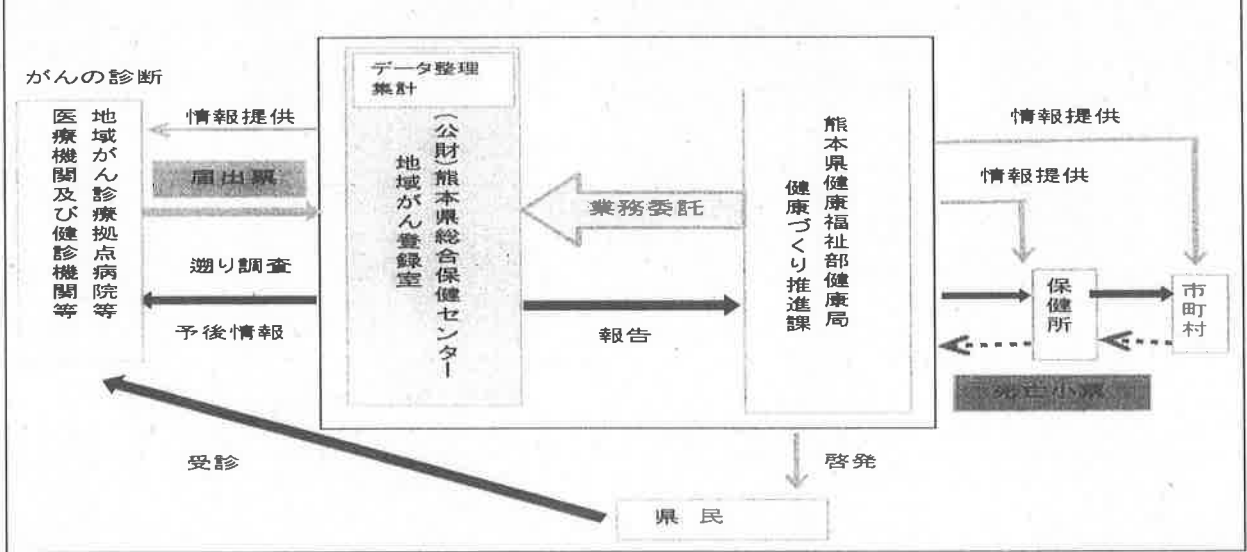 がんの診断
地域がん診療拠点病院等
医療機関及び健診機関等
情報提供
届出票
遡り調査
予後情報
データ整理
集計
(公財)熊本県総合保健センター
地域がん登録室
業務委託
報告
熊本県健康福祉部健康局
健康づくり推進課
情報提供
情報提供
保健所
市町村
死亡小票
受診
啓発
県 民